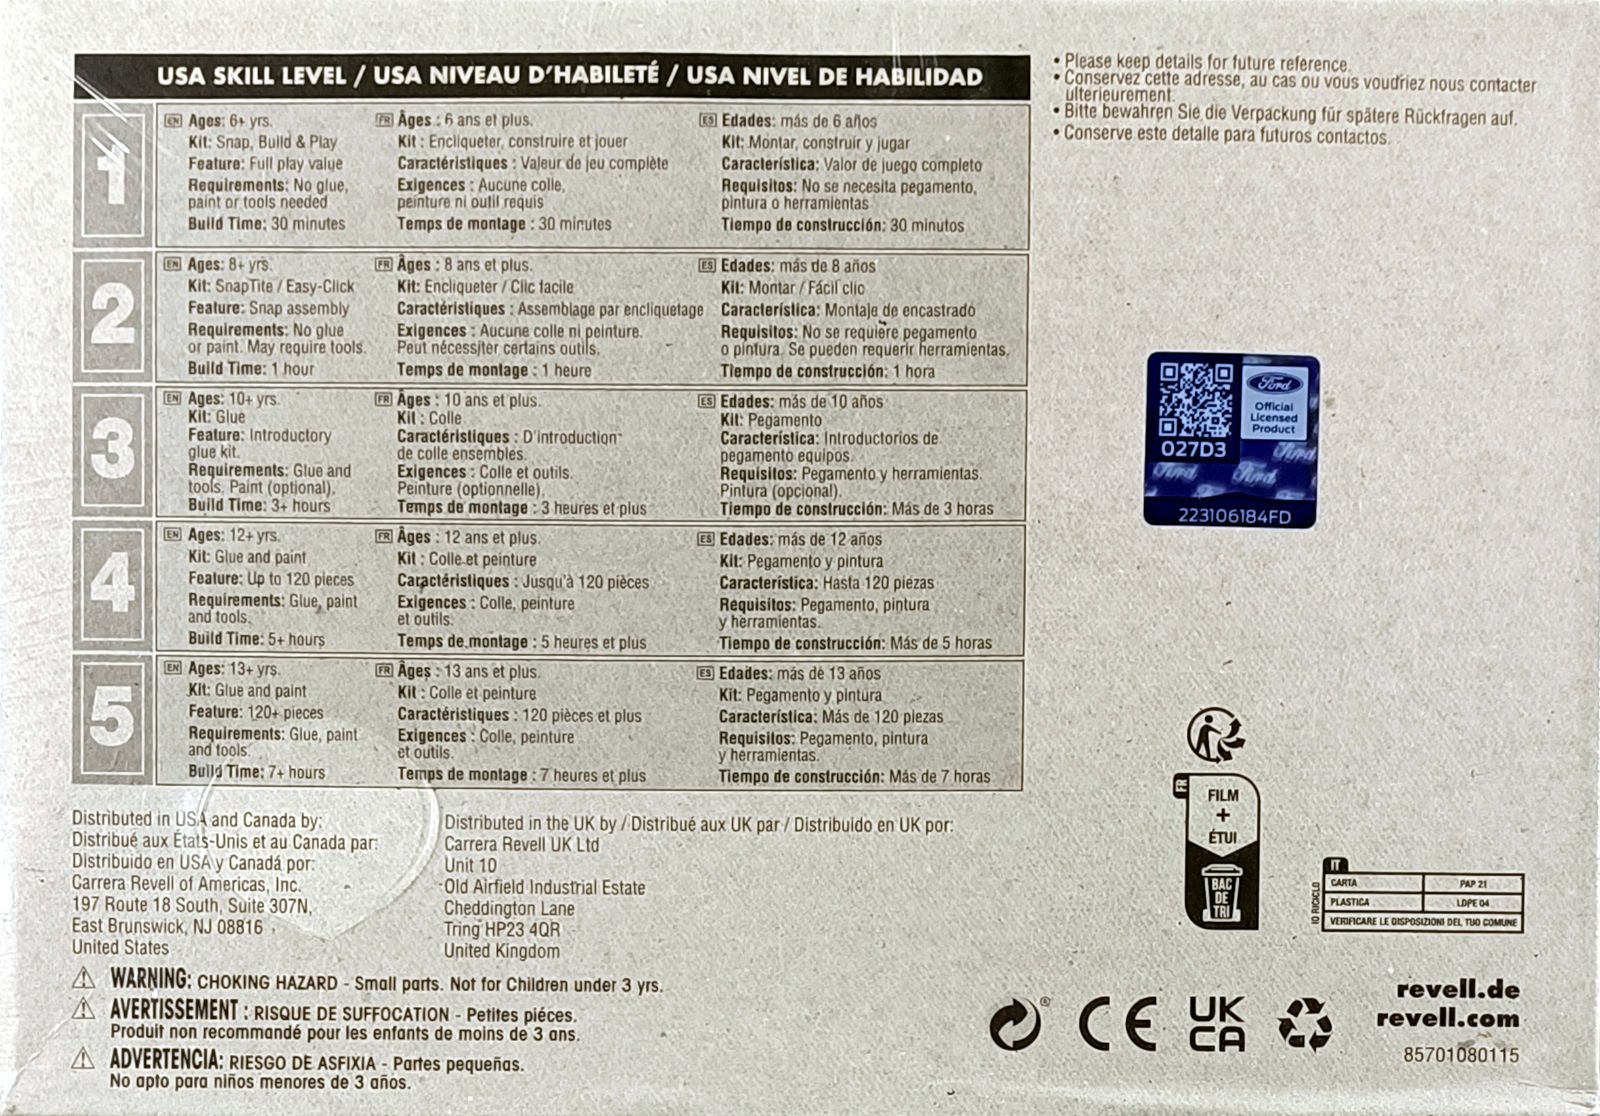 USA SKILL LEVEL / USA NIVEAU D'HABILETÉ / USA NIVEL DE HABILIDAD
1
EN Ages: 6+ yrs.
Kit: Snap, Build & Play
Feature: Full play value
Requirements: No glue,
paint or tools needed
Build Time: 30 minutes
FR Âges : 6 ans et plus.
Kit : Encliqueter, construire et jouer
Caractéristiques : Valeur de jeu complète
Exigences : Aucune colle,
peinture ni outil requis
Temps de montage : 30 minutes
ES Edades: más de 6 años
Kit: Montar, construir y jugar
Característica: Valor de juego completo
Requisitos: No se necesita pegamento,
pintura o herramientas
Tiempo de construcción: 30 minutos
2
EN Ages: 8+ yrs.
Kit: SnapTite / Easy-Click
Feature: Snap assembly
Requirements: No glue
or paint. May require tools.
Build Time: 1 hour
FR Âges : 8 ans et plus.
Kit: Encliqueter / Clic facile
Caractéristiques : Assemblage par encliquetage
Exigences : Aucune colle ni peinture.
Peut nécessiter certains outils.
Temps de montage : 1 heure
ES Edades: más de 8 años
Kit: Montar / Fácil clic
Característica: Montaje de encastrado
Requisitos: No se requiere pegamento
o pintura. Se pueden requerir herramientas.
Tiempo de construcción: 1 hora
3
EN Ages: 10+ yrs.
Kit: Glue
Feature: Introductory
glue kit.
Requirements: Glue and
tools, Paint (optional).
Build Time: 3+ hours
FR Âges : 10 ans et plus.
Kit : Colle
Caractéristiques : D'introduction
de colle ensembles.
Exigences : Colle et outils.
Peinture (optionnelle).
Temps de montage : 3 heures et plus
ES Edades: más de 10 años
Kit: Pegamento
Característica: Introductorios de
pegamento equipos.
Requisitos: Pegamento y herramientas.
Pintura (opcional).
Tiempo de construcción: Más de 3 horas
4
EN Ages: 12+ yrs.
Kit: Glue and paint
Feature: Up to 120 pieces
Requirements: Glue, paint
and tools.
Build Time: 5+ hours
FR Âges : 12 ans et plus.
Kit : Colle et peinture
Caractéristiques : Jusqu'à 120 pièces
Exigences : Colle, peinture
et outils.
Temps de montage : 5 heures et plus
ES Edades: más de 12 años
Kit: Pegamento y pintura
Característica: Hasta 120 piezas
Requisitos: Pegamento, pintura
y herramientas.
Tiempo de construcción: Más de 5 horas
5
EN Ages: 13+ yrs.
Kit: Glue and paint
Feature: 120+ pieces
Requirements: Glue, paint
and tools.
Build Time: 7+ hours
FR Âges : 13 ans et plus.
Kit : Colle et peinture
Caractéristiques : 120 pièces et plus
Exigences : Colle, peinture
et outils.
Temps de montage : 7 heures et plus
ES Edades: más de 13 años
Kit: Pegamento y pintura
Característica: Más de 120 piezas
Requisitos: Pegamento, pintura
y herramientas.
Tiempo de construcción: Más de 7 horas
• Please keep details for future reference.
• Conservez cette adresse, au cas ou vous voudriez nous contacter
ulterieurement.
• Bitte bewahren Sie die Verpackung für spätere Rückfragen auf.
• Conserve este detalle para futuros contactos.
Ford
Official
Licensed
Product
027D3
Ford
Ford Ford
223106184FD
Distributed in USA and Canada by:
Distribué aux États-Unis et au Canada par:
Distribuido en USA y Canadá por:
Carrera Revell of Americas, Inc.
197 Route 18 South, Suite 307N,
East Brunswick, NJ 08816
United States
Distributed in the UK by / Distribué aux UK par / Distribuido en UK por:
Carrera Revell UK Ltd
Unit 10
Old Airfield Industrial Estate
Cheddington Lane
Tring HP23 4QR
United Kingdom
FR
FILM
+
ÉTUI
BAC
DE
TRI
IT
IO RICICLO
CARTA PAP 21
PLASTICA LDPE 04
VERIFICARE LE DISPOSIZIONI DEL TUO COMUNE
⚠ WARNING: CHOKING HAZARD - Small parts. Not for Children under 3 yrs.
⚠ AVERTISSEMENT : RISQUE DE SUFFOCATION - Petites piéces.
Produit non recommandé pour les enfants de moins de 3 ans.
⚠ ADVERTENCIA: RIESGO DE ASFIXIA - Partes pequeñas.
No apto para niños menores de 3 años.
®
CE
UK
CA
revell.de
revell.com
85701080115